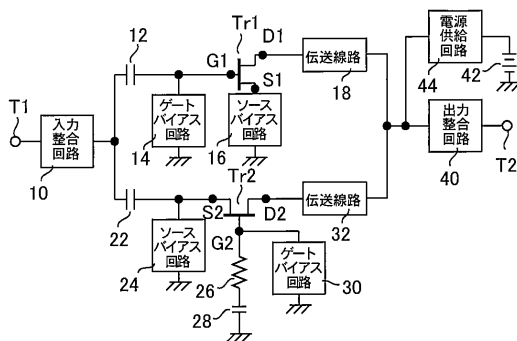 12
Tr1
G1
D1
S1
T1
入力
整合
回路
10
ゲート
バイアス
回路
14
ソース
バイアス
回路
16
伝送線路
18
電源
供給
回路
44
42
出力
整合
回路
40
T2
Tr2
22
S2
D2
G2
ソース
バイアス
回路
24
26
28
ゲート
バイアス
回路
30
伝送線路
32